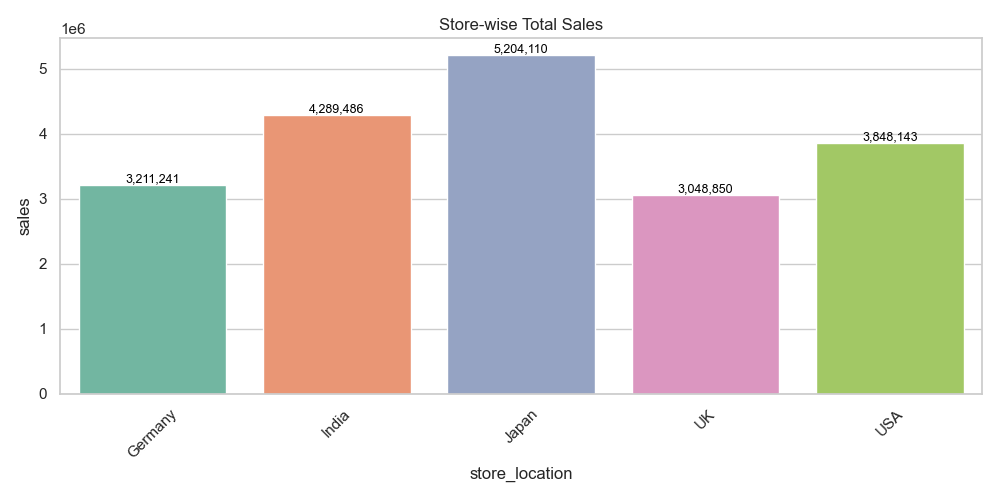 Store-wise Total Sales
1e6
5,204,110
5
4,289,486
4
3,848,143
3,211,241
3,048,850
3
sales
2
1
0
Germany
India
Japan
UK
USA
store_location